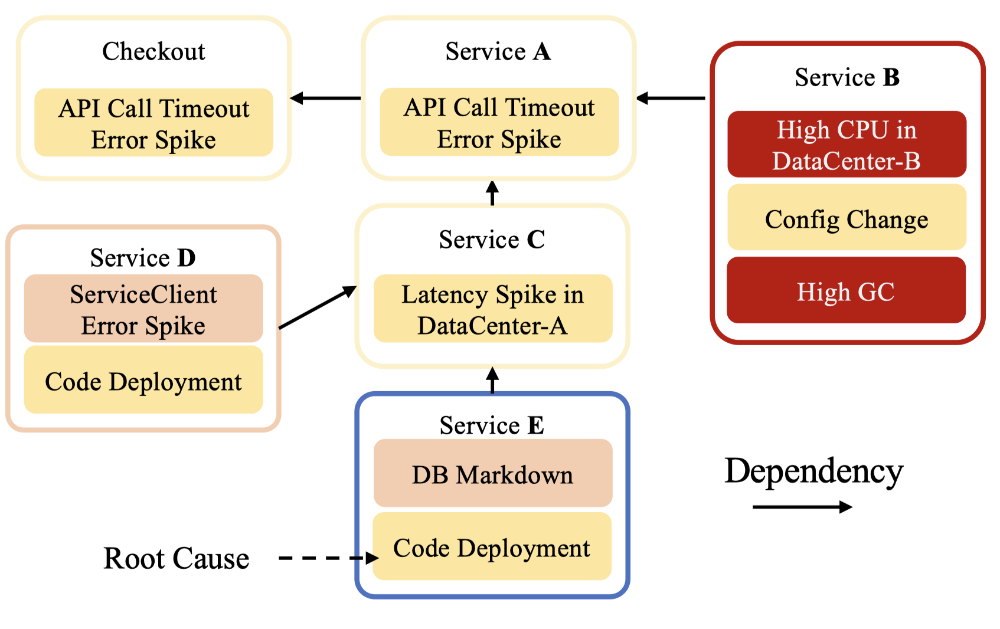 Checkout
API Call Timeout
Error Spike
Service A
API Call Timeout
Error Spike
Service B
High CPU in
DataCenter-B
Config Change
High GC
Service D
ServiceClient
Error Spike
Code Deployment
Service C
Latency Spike in
DataCenter-A
Service E
DB Markdown
Code Deployment
Root Cause
Dependency